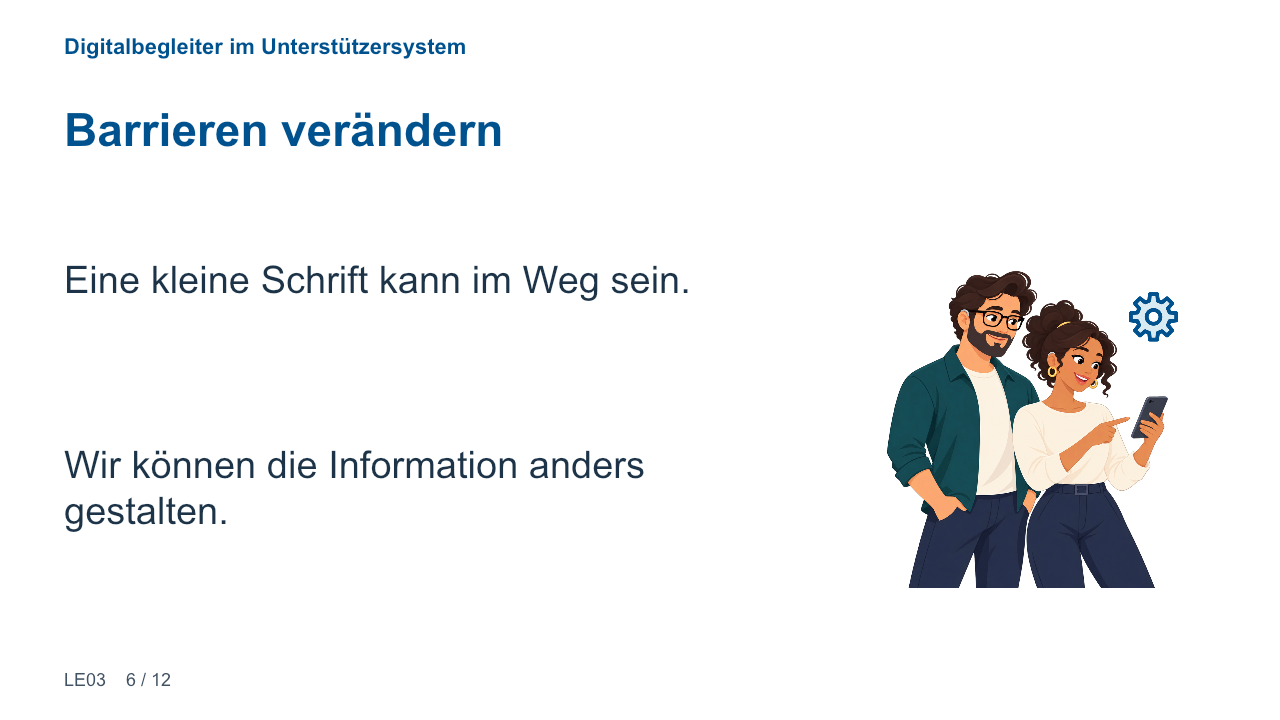 Digitalbegleiter im Unterstützersystem
Barrieren verändern
Eine kleine Schrift kann im Weg sein.
Wir können die Information anders
gestalten.
LE03 6 / 12